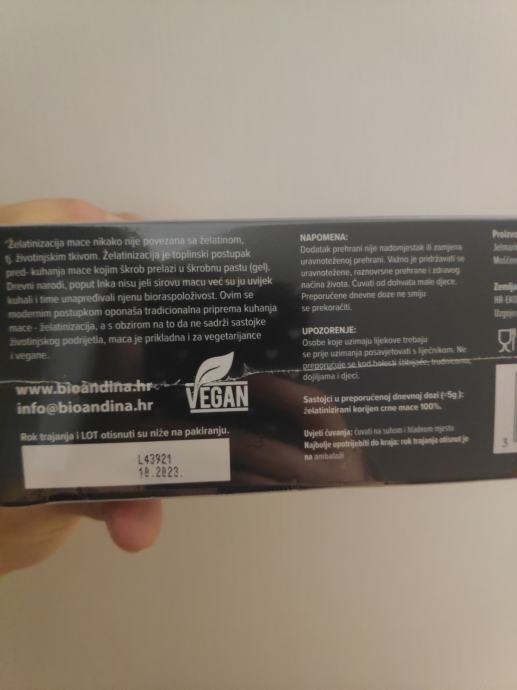 *Želatinizacija mace nikako nije povezana sa želatinom,
tj. životinjskim tkivom. Želatinizacija je toplinski postupak
pred- kuhanja mace kojim škrob prelazi u škrobnu pastu (gel).
Drevni narodi, poput Inka nisu jeli sirovu macu već su ju uvijek
kuhali i time unapređivali njenu bioraspoloživost. Ovim se
modernim postupkom oponaša tradicionalna priprema kuhanja
mace - želatinizacija, a s obzirom na to da ne sadrži sastojke
životinjskog podrijetla, maca je prikladna i za vegetarijance
i vegane.
www.bioandina.hr
info@bioandina.hr
VEGAN
Rok trajanja i LOT otisnuti su niže na pakiranju.
L43921
10.2023.
NAPOMENA:
Dodatak prehrani nije nadomjestak ili zamjena
uravnoteženoj prehrani. Važno je pridržavati se
uravnotežene, raznovrsne prehrane i zdravog
načina života. Čuvati od dohvata male djece.
Preporučene dnevne doze ne smiju
se prekoračiti.
UPOZORENJE:
Osobe koje uzimaju lijekove trebaju
se prije uzimanja posavjetovati s liječnikom. Ne
preporučuje se kod bolesti štitnjače, trudnicama,
dojiljama i djeci.
Sastojci u preporučenoj dnevnoj dozi (=5g ):
želatinizirani korijen crne mace 100%.
Uvjeti čuvanja: čuvati na suhom i hladnom mjestu
Najbolje upotrijebiti do kraja: rok trajanja otisnut je
na ambalaži
Zemlja
HR-EKO
3